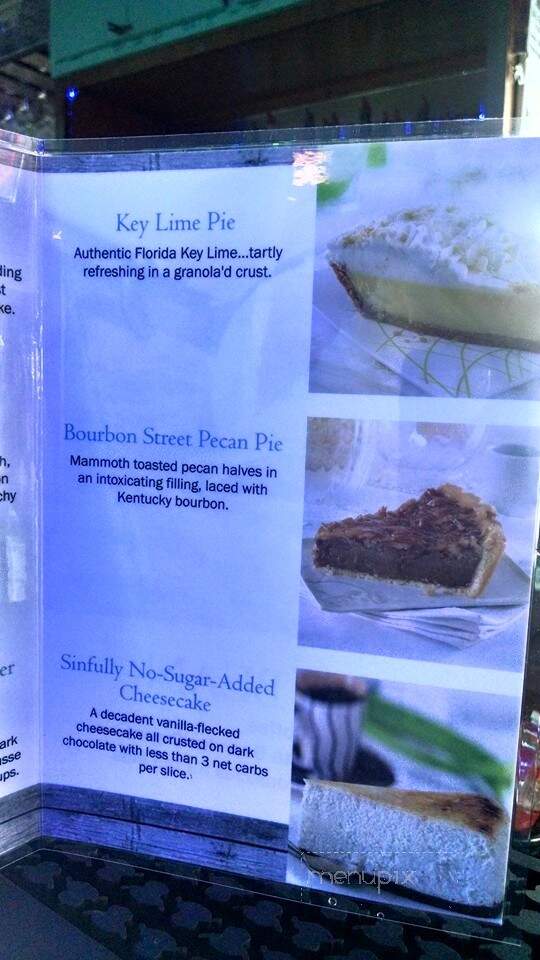 Key Lime Pie
Authentic Florida Key Lime...tartly
refreshing in a granola'd crust.
Bourbon Street Pecan Pie
Mammoth toasted pecan halves in
an intoxicating filling, laced with
Kentucky bourbon.
Sinfully No-Sugar-Added
Cheesecake
A decadent vanilla-flecked
cheesecake all crusted on dark
chocolate with less than 3 net carbs
per slice.
menupix